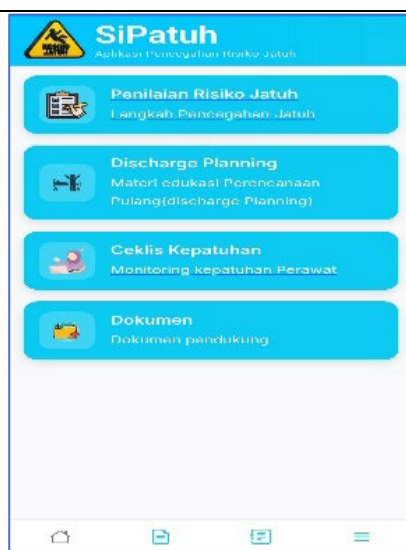 SiPatuh
Aplikasi Pencegahan Risiko Jatuh
Penilaian Risiko Jatuh
Langkah Pencegahan Jatuh
Discharge Planning
Materi edukasi Perencanaan
Pulang(discharge Planning)
Ceklis Kepatuhan
Monitoring kepatuhan Perawat
Dokumen
Dokumen pendukung